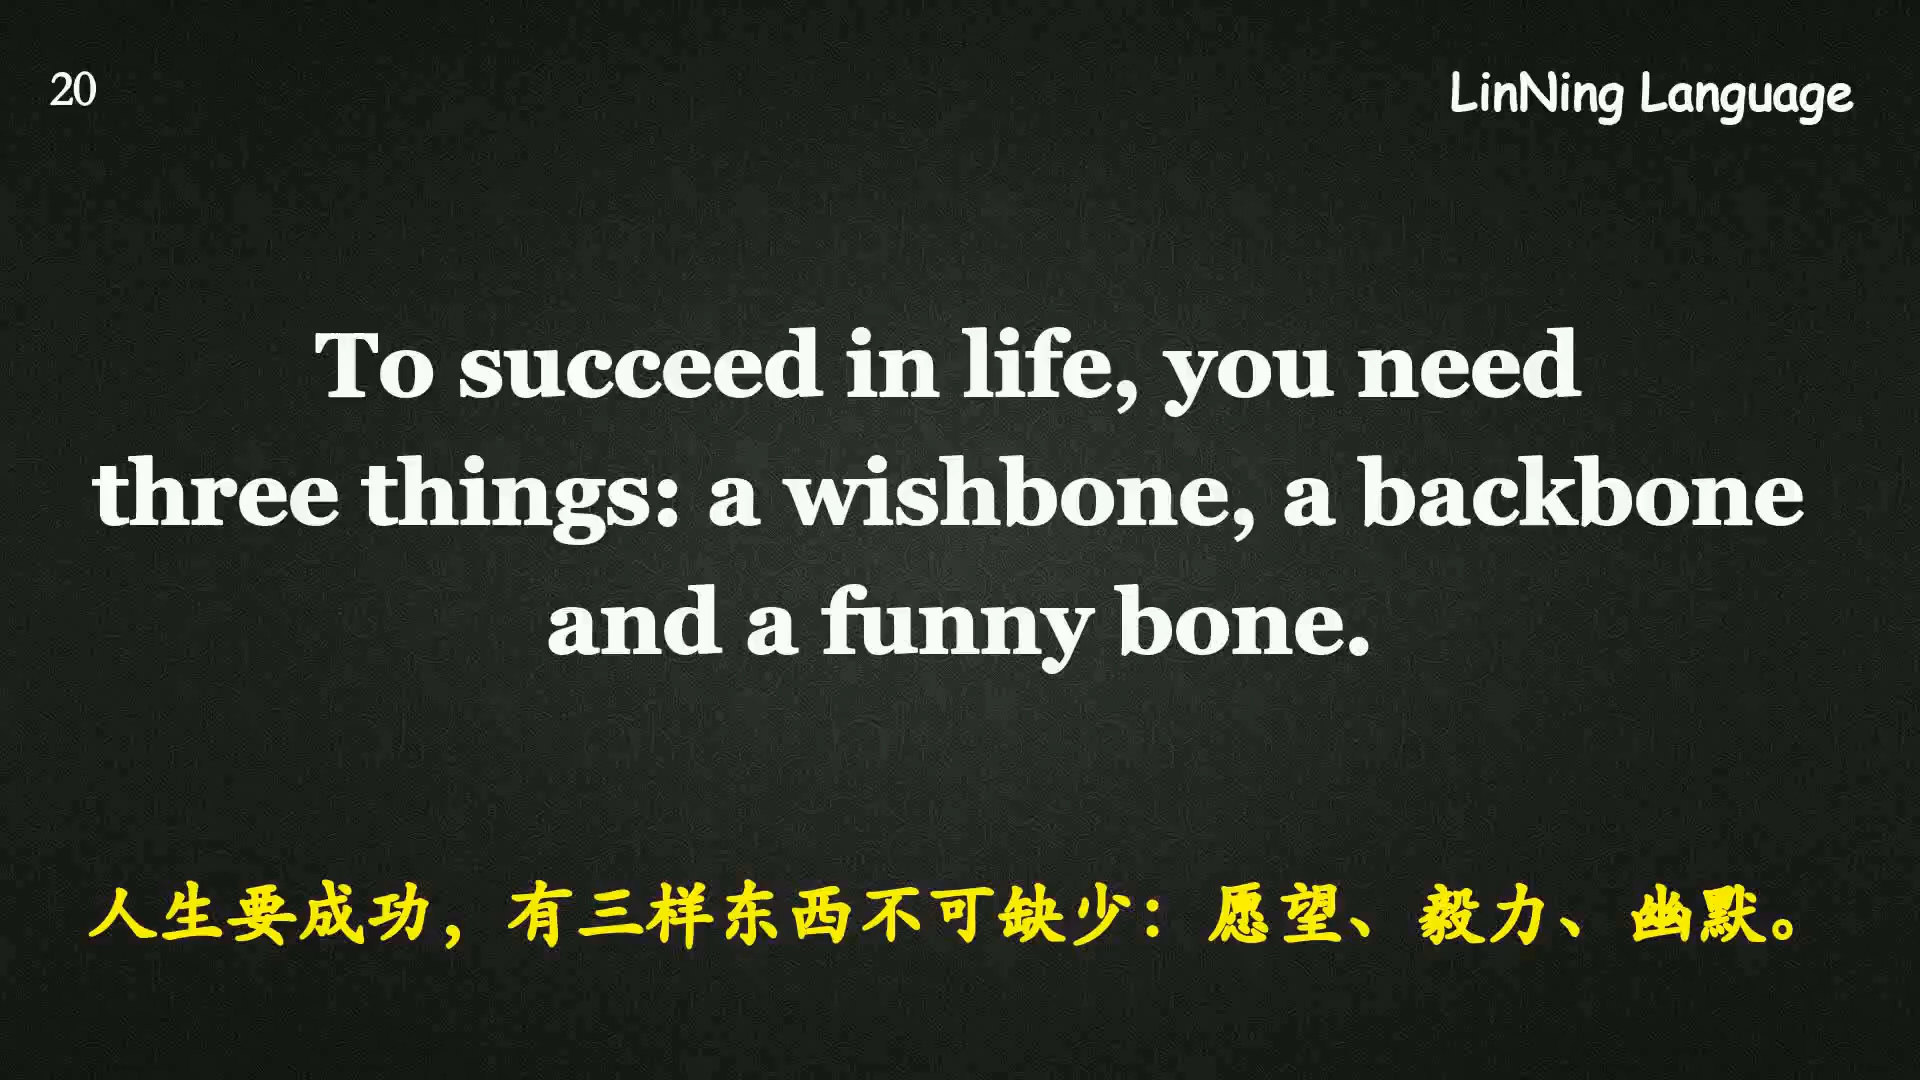 20
LinNing Language
To succeed in life, you need
three things: a wishbone, a backbone
and a funny bone.
人生要成功，有三样东西不可缺少：愿望、毅力、幽默。